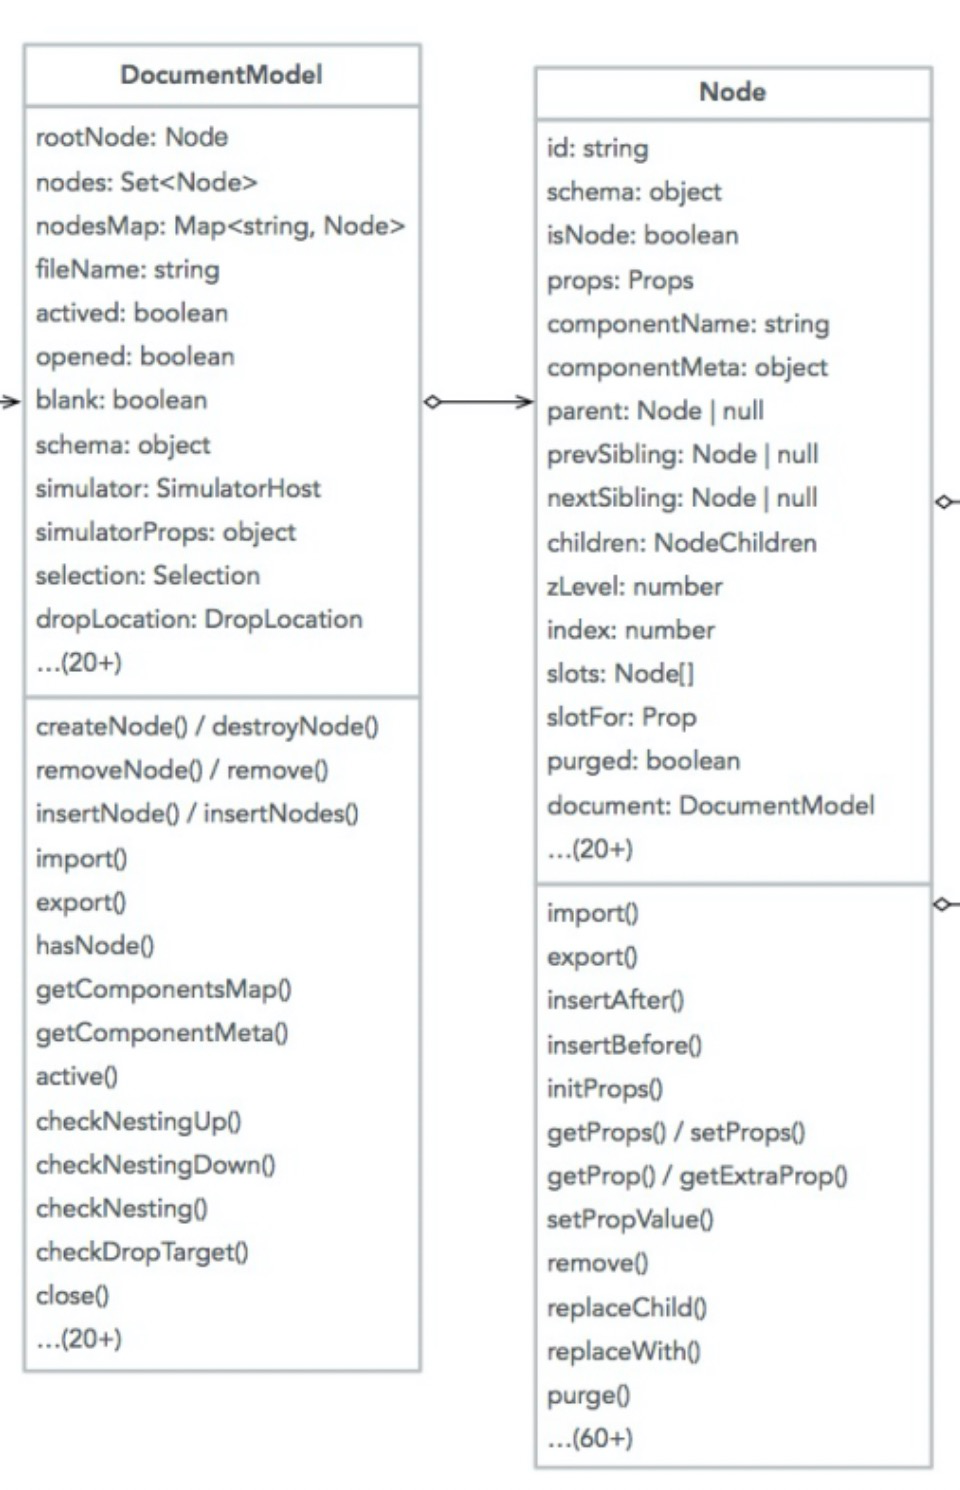 DocumentModel
rootNode: Node
nodes: Set<Node>
nodesMap: Map<string, Node>
fileName: string
actived: boolean
opened: boolean
blank: boolean
schema: object
simulator: SimulatorHost
simulatorProps: object
selection: Selection
dropLocation: DropLocation
...(20+)
createNode() / destroyNode()
removeNode() / remove()
insertNode() / insertNodes()
import()
export()
hasNode()
getComponentsMap()
getComponentMeta()
active()
checkNestingUp()
checkNestingDown()
checkNesting()
checkDropTarget()
close()
...(20+)
Node
id: string
schema: object
isNode: boolean
props: Props
componentName: string
componentMeta: object
parent: Node | null
prevSibling: Node | null
nextSibling: Node | null
children: NodeChildren
zLevel: number
index: number
slots: Node[]
slotFor: Prop
purged: boolean
document: DocumentModel
...(20+)
import()
export()
insertAfter()
insertBefore()
initProps()
getProps() / setProps()
getProp() / getExtraProp()
setPropValue()
remove()
replaceChild()
replaceWith()
purge()
...(60+)